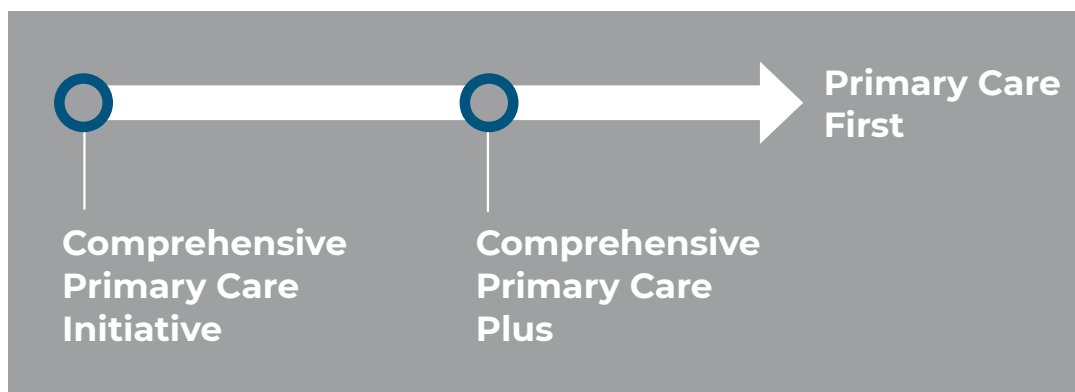 Primary Care
First
Comprehensive
Primary Care
Initiative
Comprehensive
Primary Care
Plus